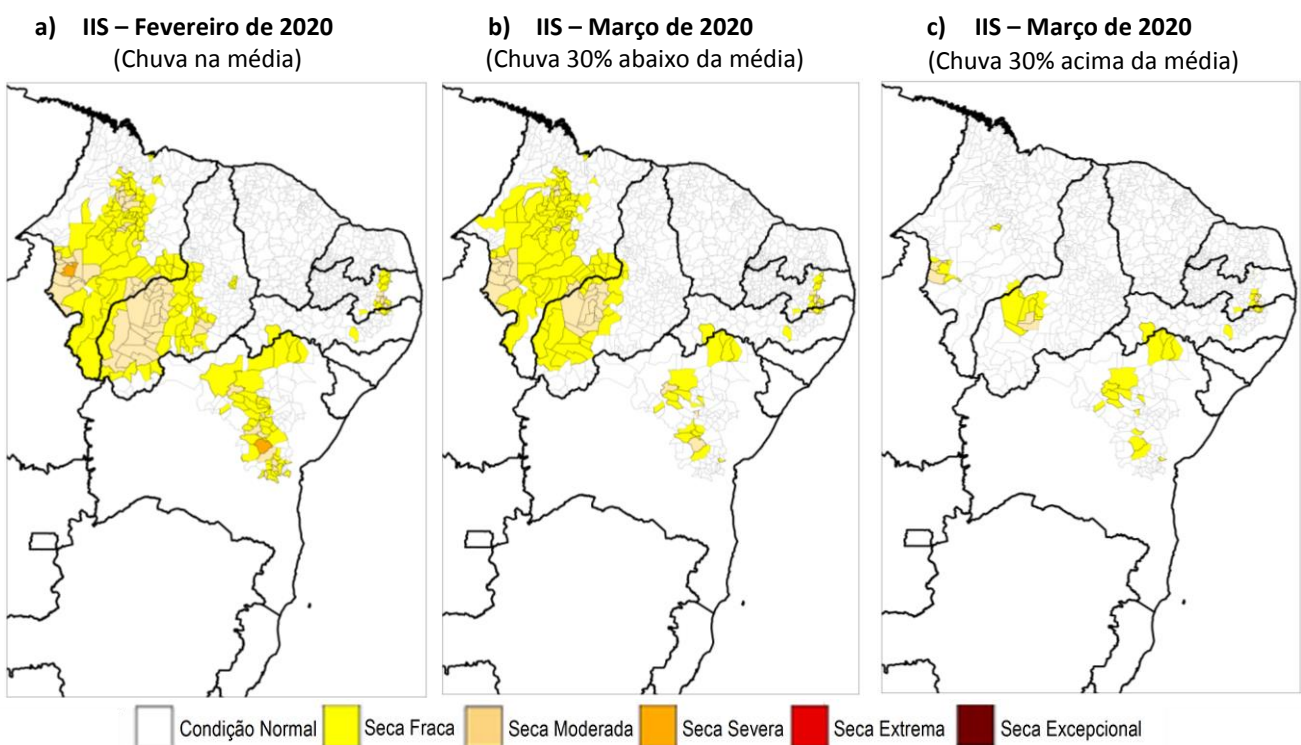 a) IIS – Fevereiro de 2020
(Chuva na média)
b) IIS – Março de 2020
(Chuva 30% abaixo da média)
c) IIS – Março de 2020
(Chuva 30% acima da média)
Condição Normal
Seca Fraca
Seca Moderada
Seca Severa
Seca Extrema
Seca Excepcional